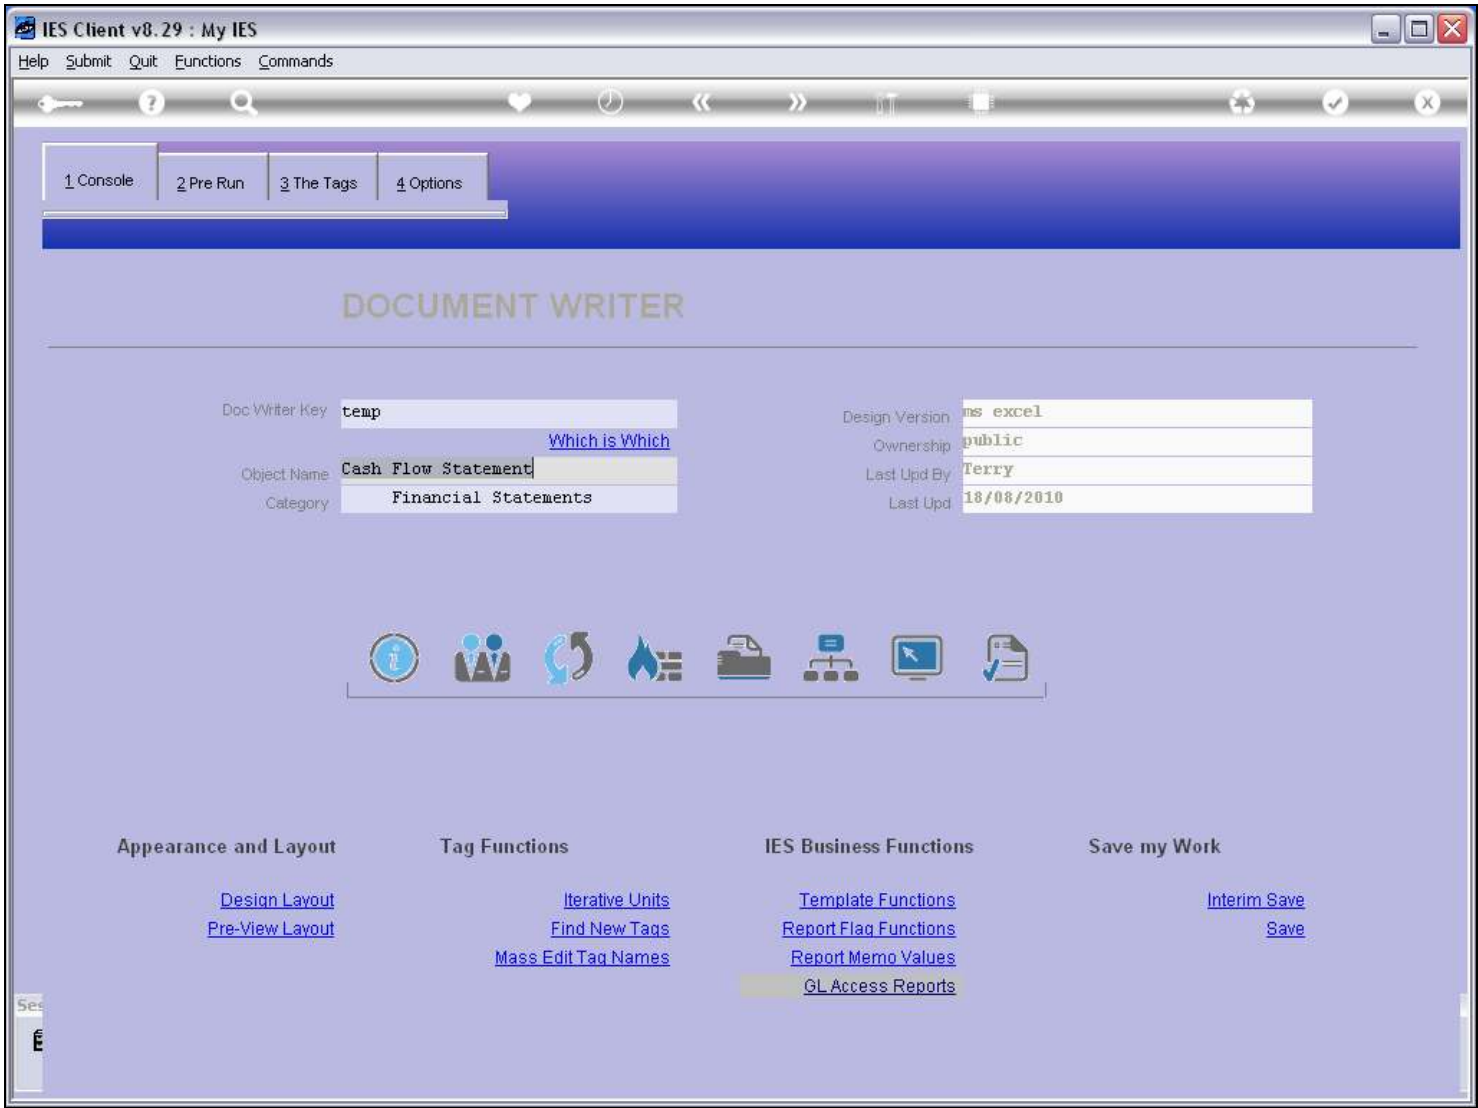 IES Client v8.29 : My IES
Help Submit Quit Functions Commands
1 Console 2 Pre Run 3 The Tags 4 Options
DOCUMENT WRITER
Doc Writer Key temp
Which is Which
Object Name Cash Flow Statement
Category Financial Statements
Design Version ms excel
Ownership public
Last Upd By Terry
Last Upd 18/08/2010
Appearance and Layout
Design Layout
Pre-View Layout
Tag Functions
Iterative Units
Find New Tags
Mass Edit Tag Names
IES Business Functions
Template Functions
Report Flag Functions
Report Memo Values
GL Access Reports
Save my Work
Interim Save
Save